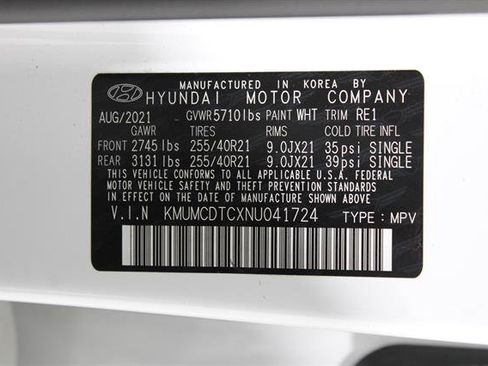 MANUFACTURED IN KOREA BY
HYUNDAI MOTOR COMPANY
AUG/2021 GVWR 5710lbs PAINT WHT TRIM RE1
GAWR TIRES RIMS COLD TIRE INFL
FRONT 2745lbs 255/40R21 9.0JX21 35psi SINGLE
REAR 3131lbs 255/40R21 9.0JX21 39psi SINGLE
THIS VEHICLE CONFORMS TO ALL APPLICABLE U.S.A. FEDERAL
MOTOR VEHICLE SAFETY, BUMPER, AND THEFT PREVENTION
STANDARDS IN EFFECT ON THE DATE OF MANUFACTURE SHOWN ABOVE.
V.I.N KMUMCDTCXNU041724 TYPE : MPV